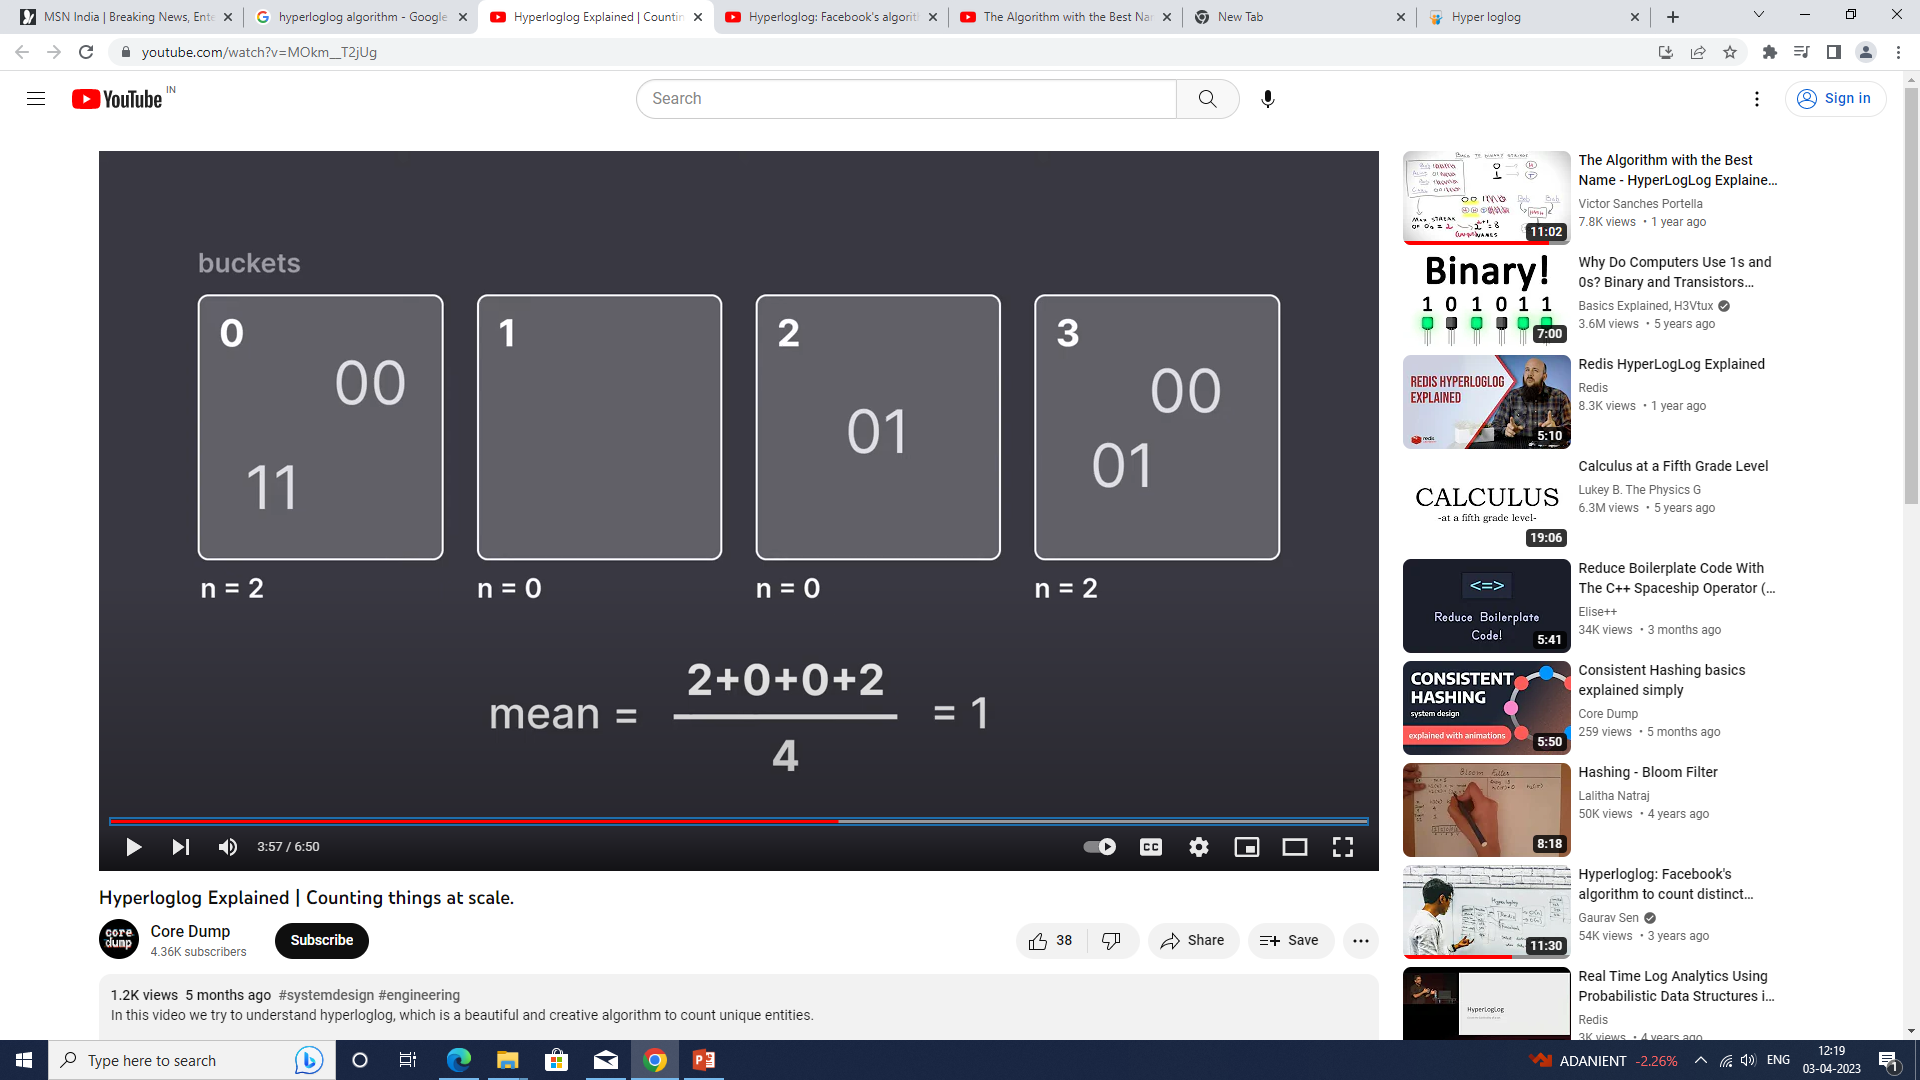 MSN India | Breaking News, Ente
hyperloglog algorithm - Google
Hyperloglog Explained | Countin
Hyperloglog: Facebook's algorit
The Algorithm with the Best Nar
New Tab
Hyper loglog
youtube.com/watch?v=MOkm__T2jUg
YouTube IN
Search
Sign in
buckets
0 1 2 3
00
11
01
00
01
n = 2 n = 0 n = 0 n = 2
mean = 2+0+0+2 / 4 = 1
3:57 / 6:50
CC
Hyperloglog Explained | Counting things at scale.
core dump
Core Dump
4.36K subscribers
Subscribe
38
Share
Save
1.2K views 5 months ago #systemdesign #engineering
In this video we try to understand hyperloglog, which is a beautiful and creative algorithm to count unique entities.
11:02
The Algorithm with the Best
Name - HyperLogLog Explaine...
Victor Sanches Portella
7.8K views • 1 year ago
Binary!
1 0 1 0 1 1
7:00
Why Do Computers Use 1s and
0s? Binary and Transistors...
Basics Explained, H3Vtux
3.6M views • 5 years ago
REDIS HYPERLOGLOG
EXPLAINED
redis
5:10
Redis HyperLogLog Explained
Redis
8.3K views • 1 year ago
CALCULUS
-at a fifth grade level-
19:06
Calculus at a Fifth Grade Level
Lukey B. The Physics G
6.3M views • 5 years ago
<=>
Reduce Boilerplate
Code!
5:41
Reduce Boilerplate Code With
The C++ Spaceship Operator (...
Elise++
34K views • 3 months ago
CONSISTENT
HASHING
system design
explained with animations
5:50
Consistent Hashing basics
explained simply
Core Dump
259 views • 5 months ago
Bloom Filter
8:18
Hashing - Bloom Filter
Lalitha Natraj
50K views • 4 years ago
11:30
Hyperloglog: Facebook's
algorithm to count distinct...
Gaurav Sen
54K views • 3 years ago
HyperLogLog
Real Time Log Analytics Using
Probabilistic Data Structures i...
Redis
3K views • 4 years ago
Type here to search
ADANIENT -2.26%
ENG
12:19
03-04-2023
1